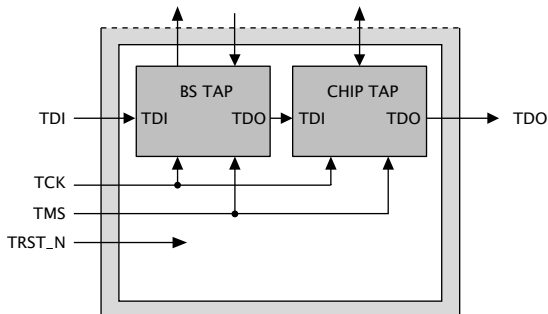 BS TAP CHIP TAP
TDI TDI TDO TDI TDO TDO
TCK
TMS
TRST_N